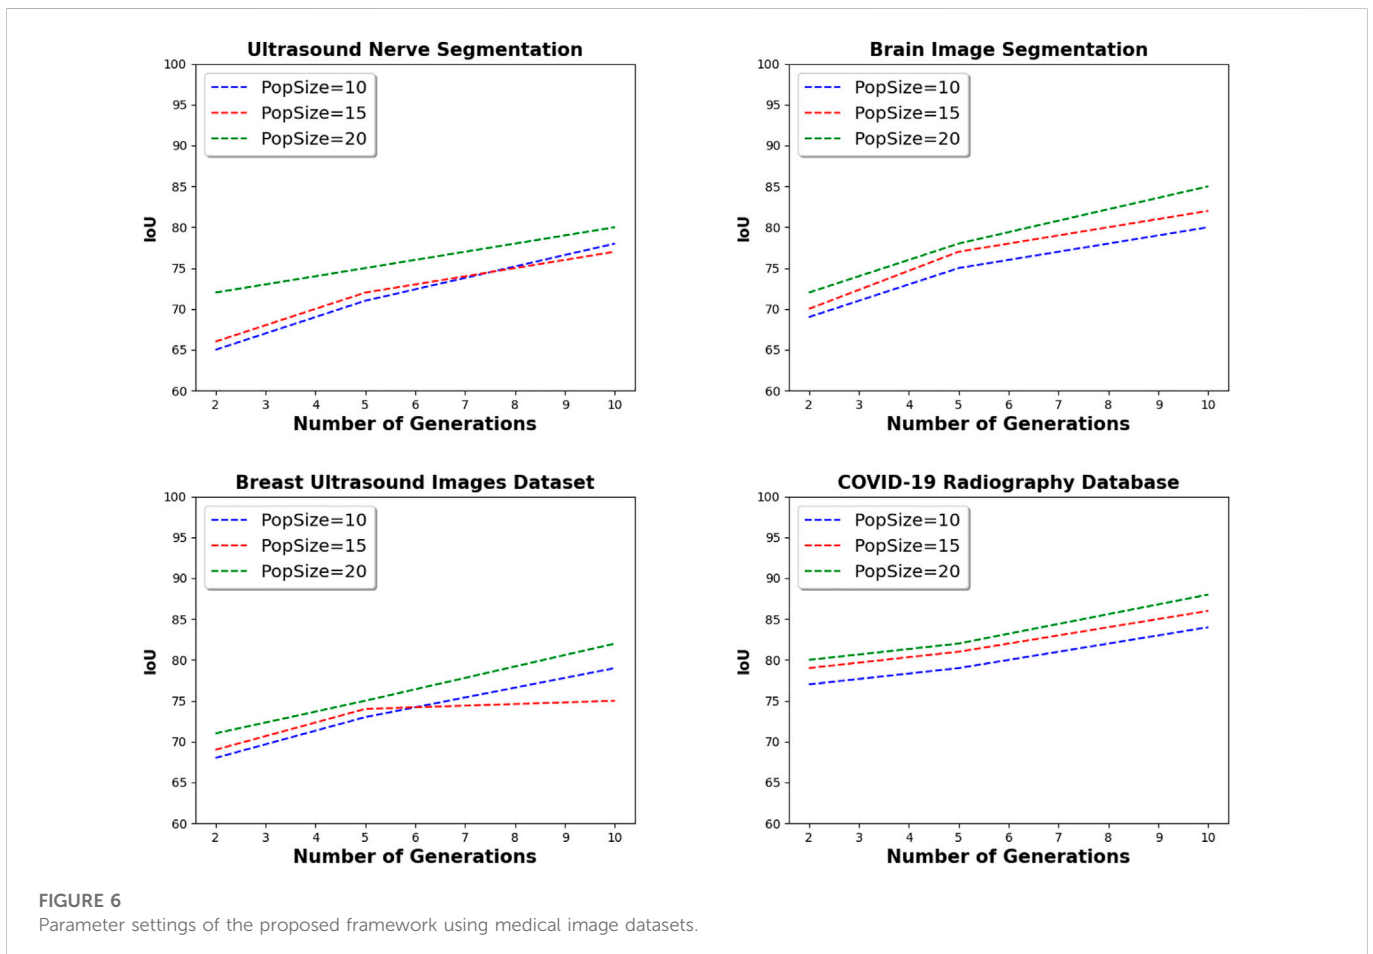 Ultrasound Nerve Segmentation
100
95
90
85
80
75
70
65
60
IoU
PopSize=10
PopSize=15
PopSize=20
2 3 4 5 6 7 8 9 10
Number of Generations
Brain Image Segmentation
100
95
90
85
80
75
70
65
60
IoU
PopSize=10
PopSize=15
PopSize=20
2 3 4 5 6 7 8 9 10
Number of Generations
Breast Ultrasound Images Dataset
100
95
90
85
80
75
70
65
60
IoU
PopSize=10
PopSize=15
PopSize=20
2 3 4 5 6 7 8 9 10
Number of Generations
COVID-19 Radiography Database
100
95
90
85
80
75
70
65
60
IoU
PopSize=10
PopSize=15
PopSize=20
2 3 4 5 6 7 8 9 10
Number of Generations
FIGURE 6
Parameter settings of the proposed framework using medical image datasets.